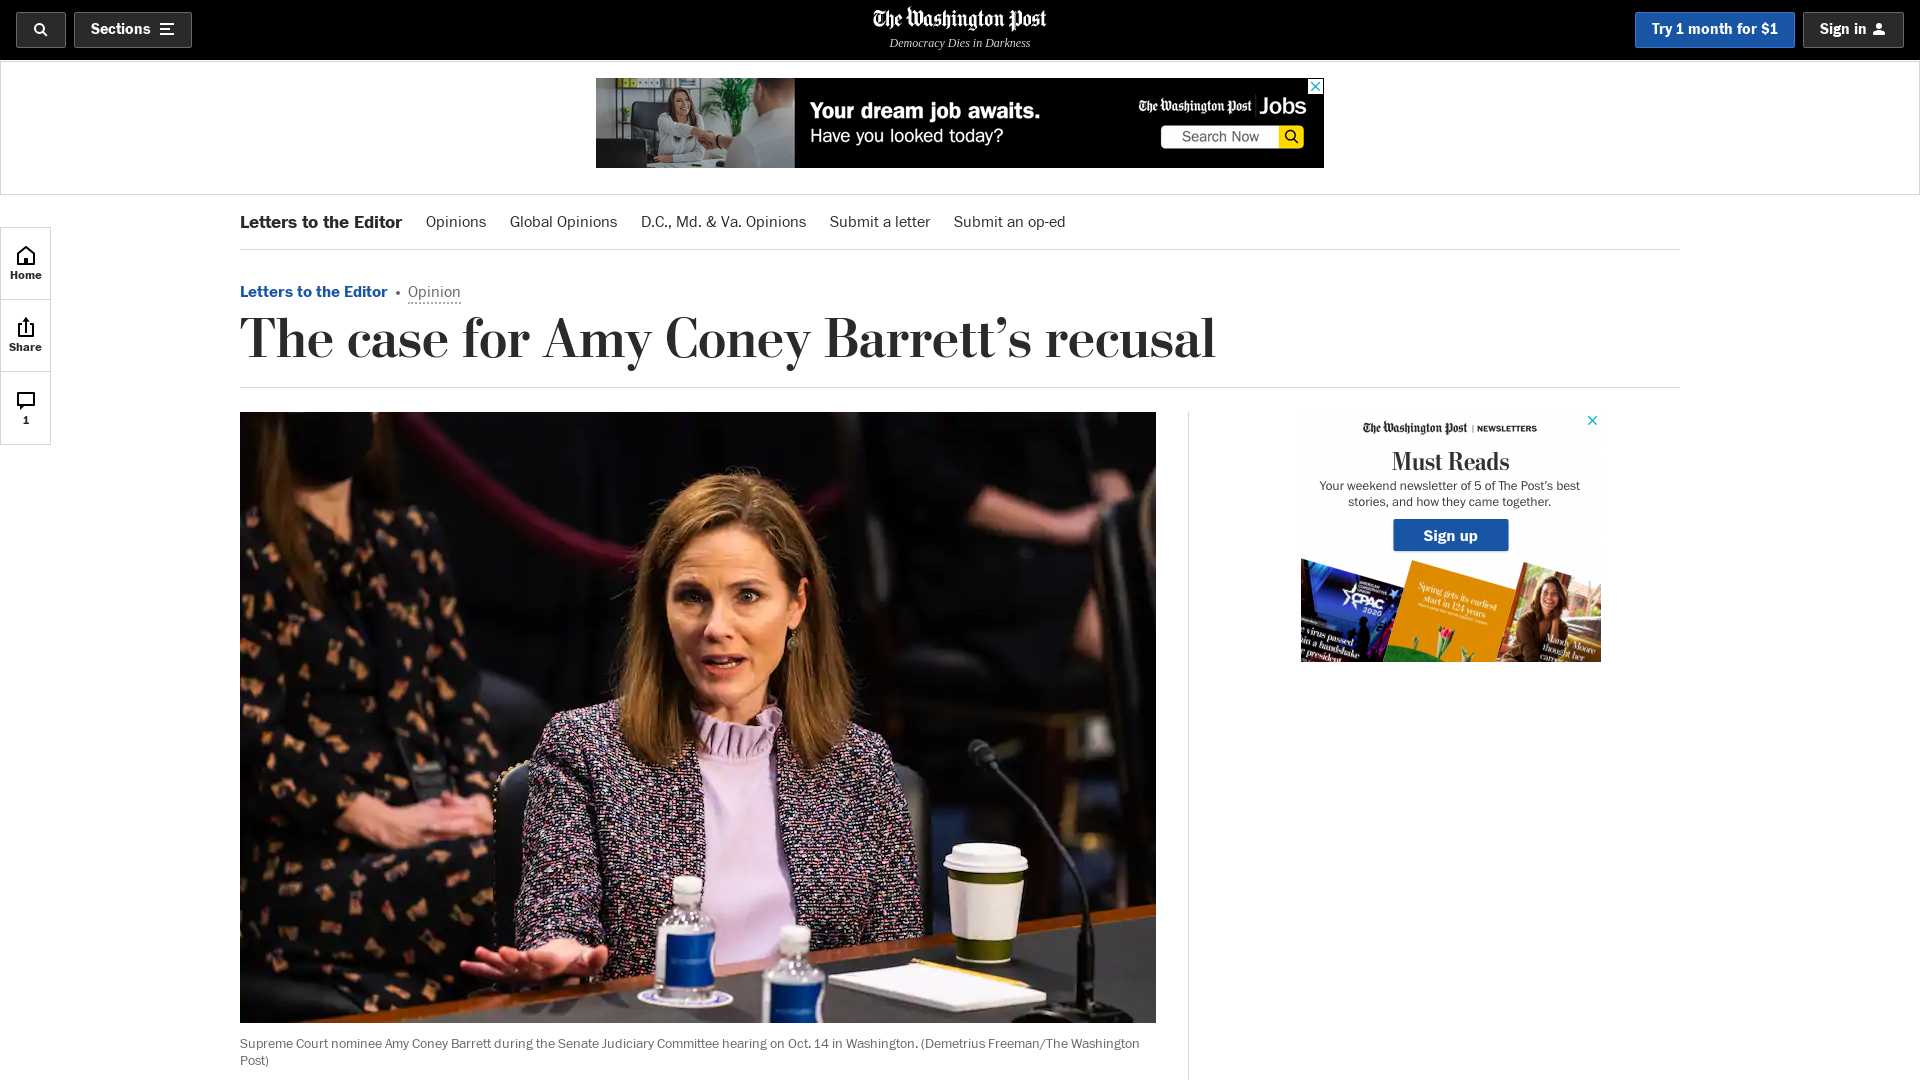 Sections
The Washington Post
Democracy Dies in Darkness
Try 1 month for $1
Sign in
Your dream job awaits.
Have you looked today?
The Washington Post Jobs
Search Now
Letters to the Editor
Opinions
Global Opinions
D.C., Md. & Va. Opinions
Submit a letter
Submit an op-ed
Home
Share
1
Letters to the Editor • Opinion
The case for Amy Coney Barrett’s recusal
The Washington Post | NEWSLETTERS
Must Reads
Your weekend newsletter of 5 of The Post’s best
stories, and how they came together.
Sign up
AMERICAN
CONSERVATIVE
UNION
CPAC
2020
virus passed
in a handshake
president
Spring gets its earliest
start in 124 years
Mandy Moore
thought her
Supreme Court nominee Amy Coney Barrett during the Senate Judiciary Committee hearing on Oct. 14 in Washington. (Demetrius Freeman/The Washington
Post)